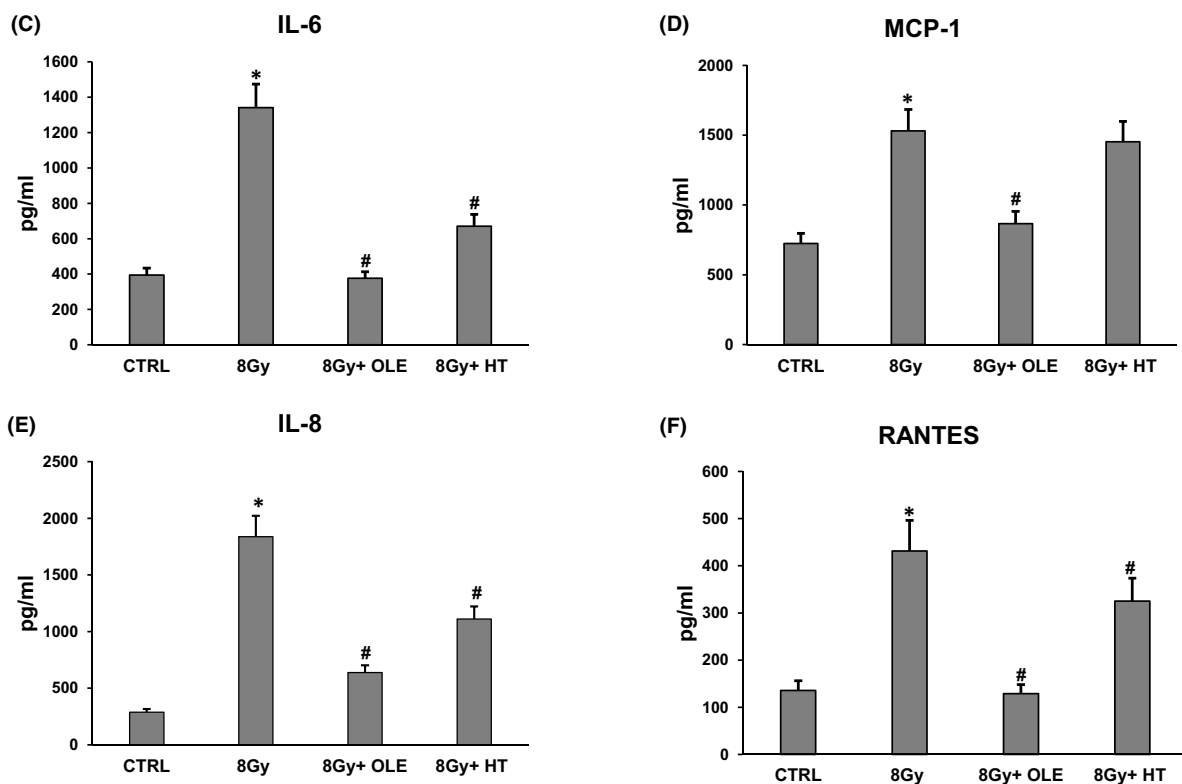 (C)
IL-6
pg/ml
1600
1400
1200
1000
800
600
400
200
0
*
#
#
CTRL 8Gy 8Gy+ OLE 8Gy+ HT
(D)
MCP-1
pg/ml
2000
1500
1000
500
0
*
#
CTRL 8Gy 8Gy+ OLE 8Gy+ HT
(E)
IL-8
pg/ml
2500
2000
1500
1000
500
0
*
#
#
CTRL 8Gy 8Gy+ OLE 8Gy+ HT
(F)
RANTES
pg/ml
600
500
400
300
200
100
0
*
#
#
CTRL 8Gy 8Gy+ OLE 8Gy+ HT